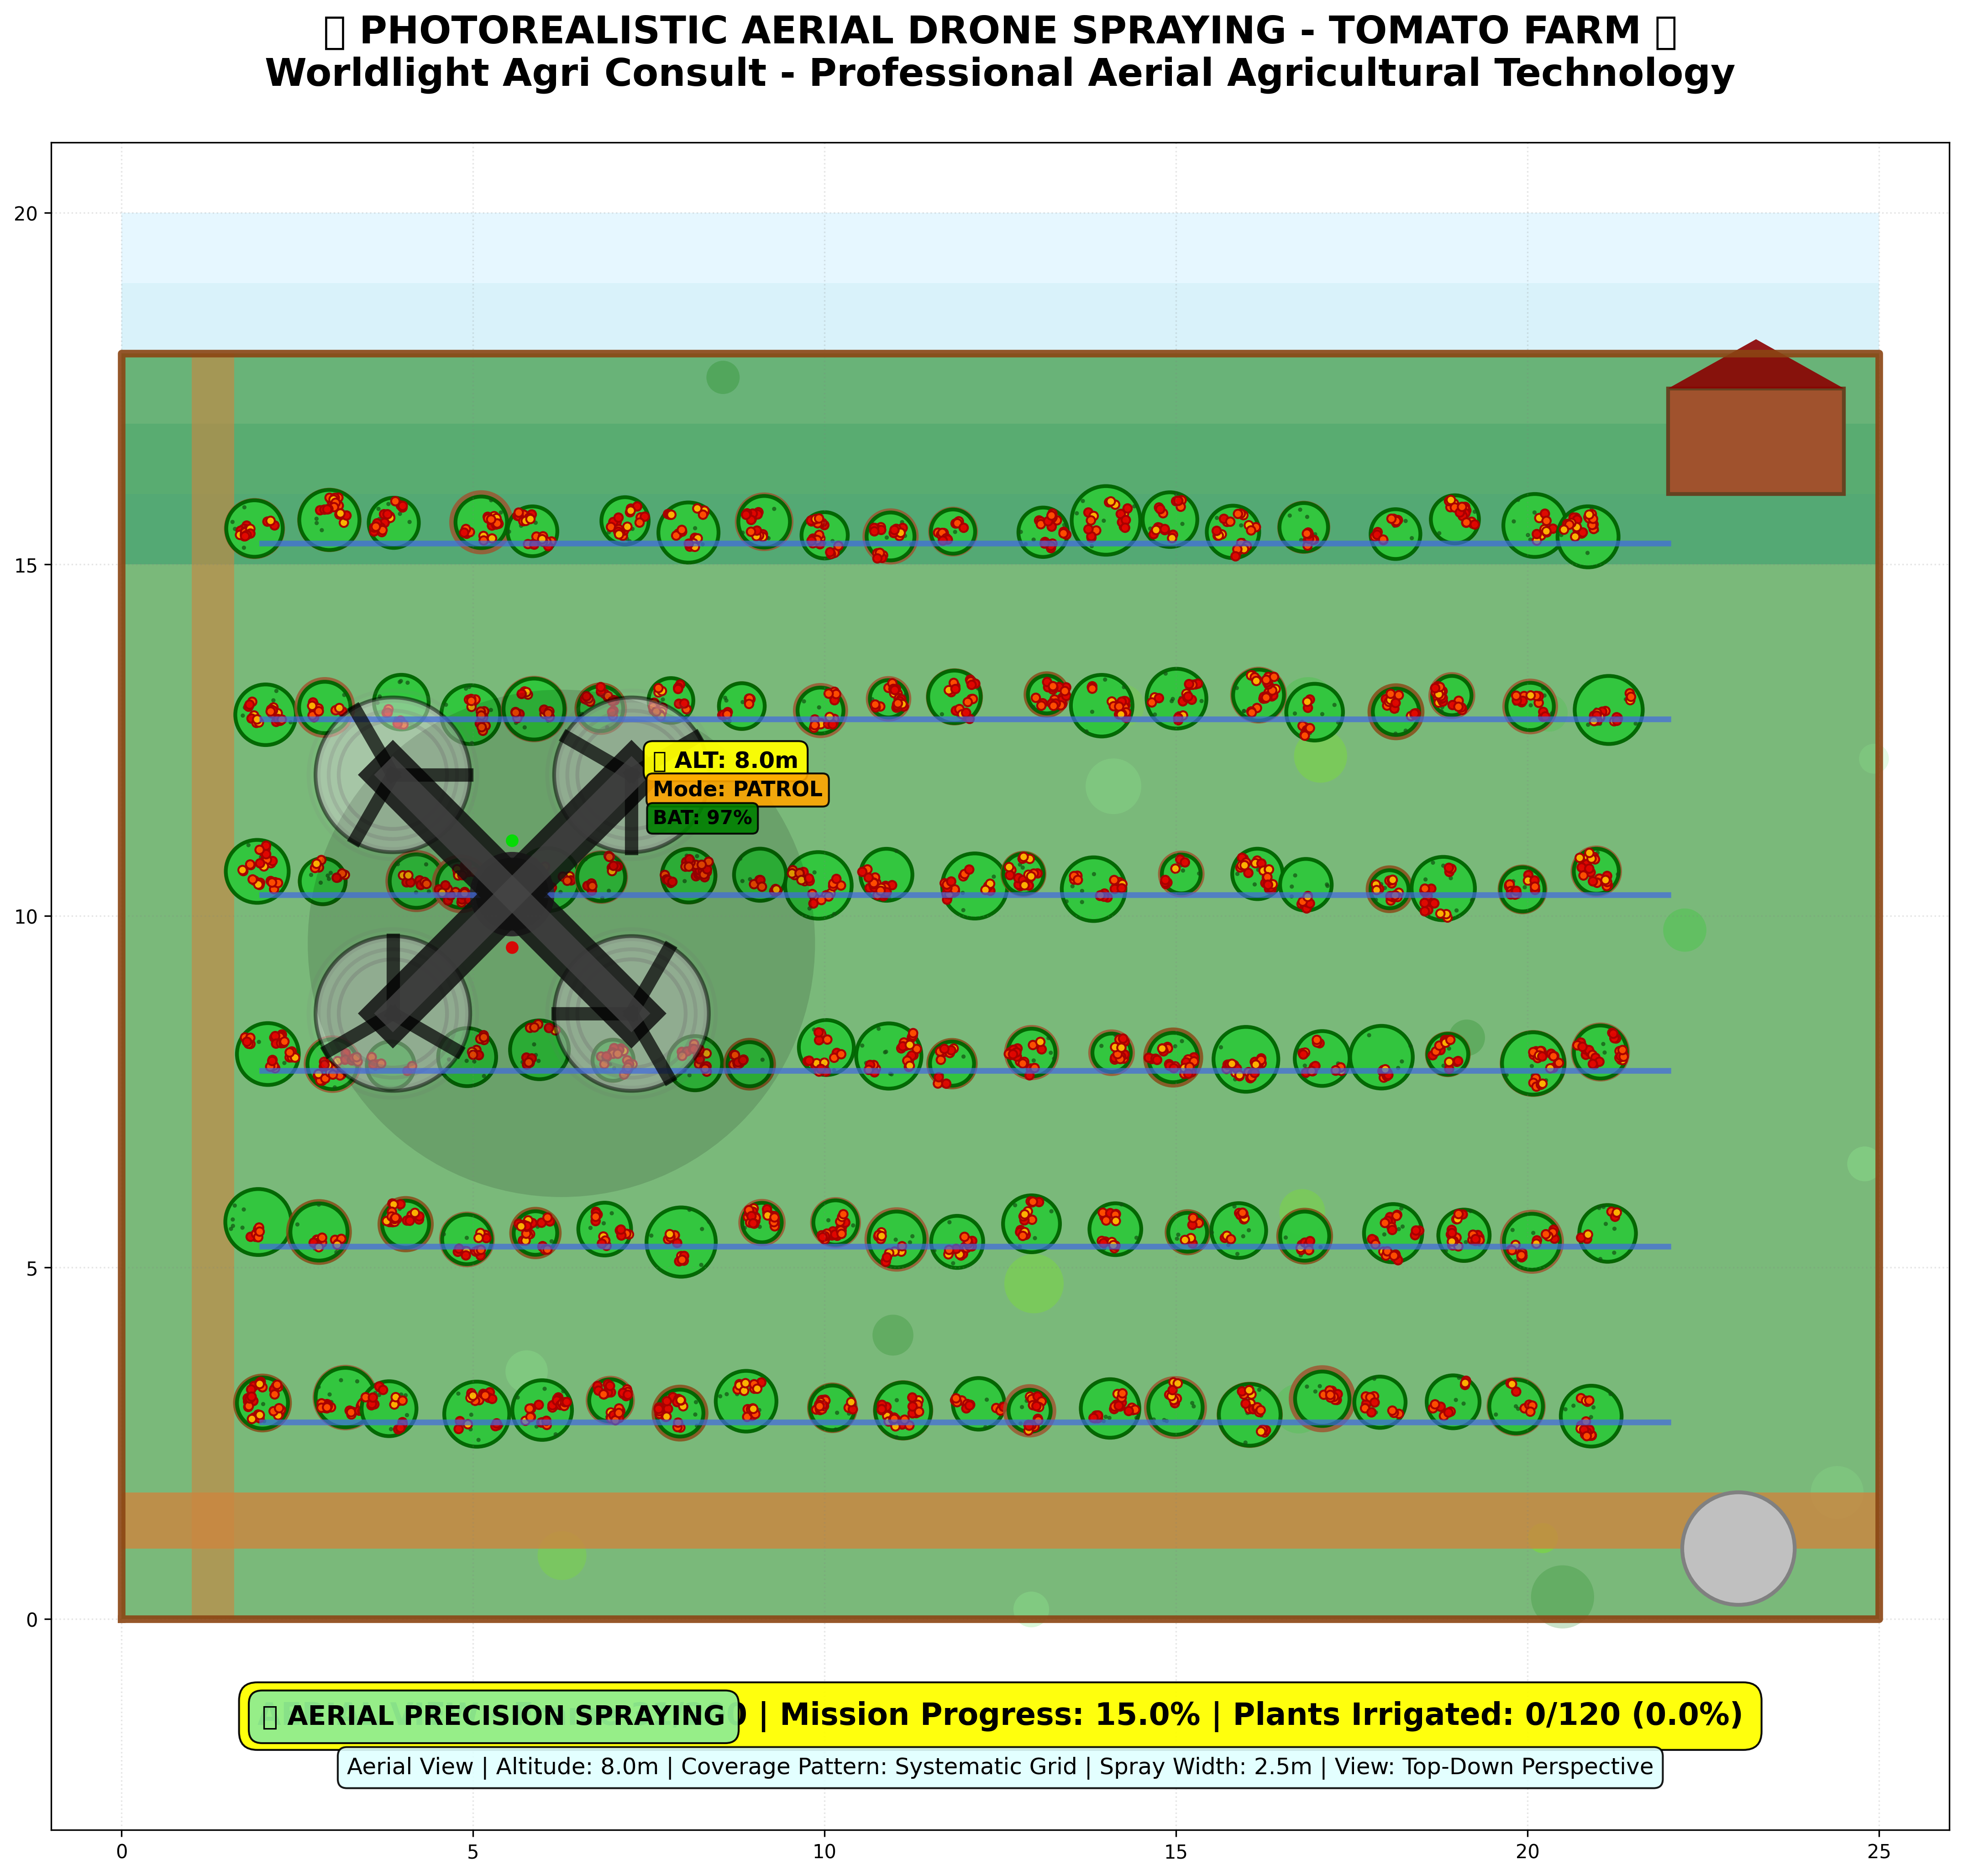 PHOTOREALISTIC AERIAL DRONE SPRAYING - TOMATO FARM
Worldlight Agri Consult - Professional Aerial Agricultural Technology
20
15
10
5
0
ALT: 8.0m
Mode: PATROL
BAT: 97%
AERIAL PRECISION SPRAYING
0 | Mission Progress: 15.0% | Plants Irrigated: 0/120 (0.0%)
Aerial View | Altitude: 8.0m | Coverage Pattern: Systematic Grid | Spray Width: 2.5m | View: Top-Down Perspective
0 5 10 15 20 25